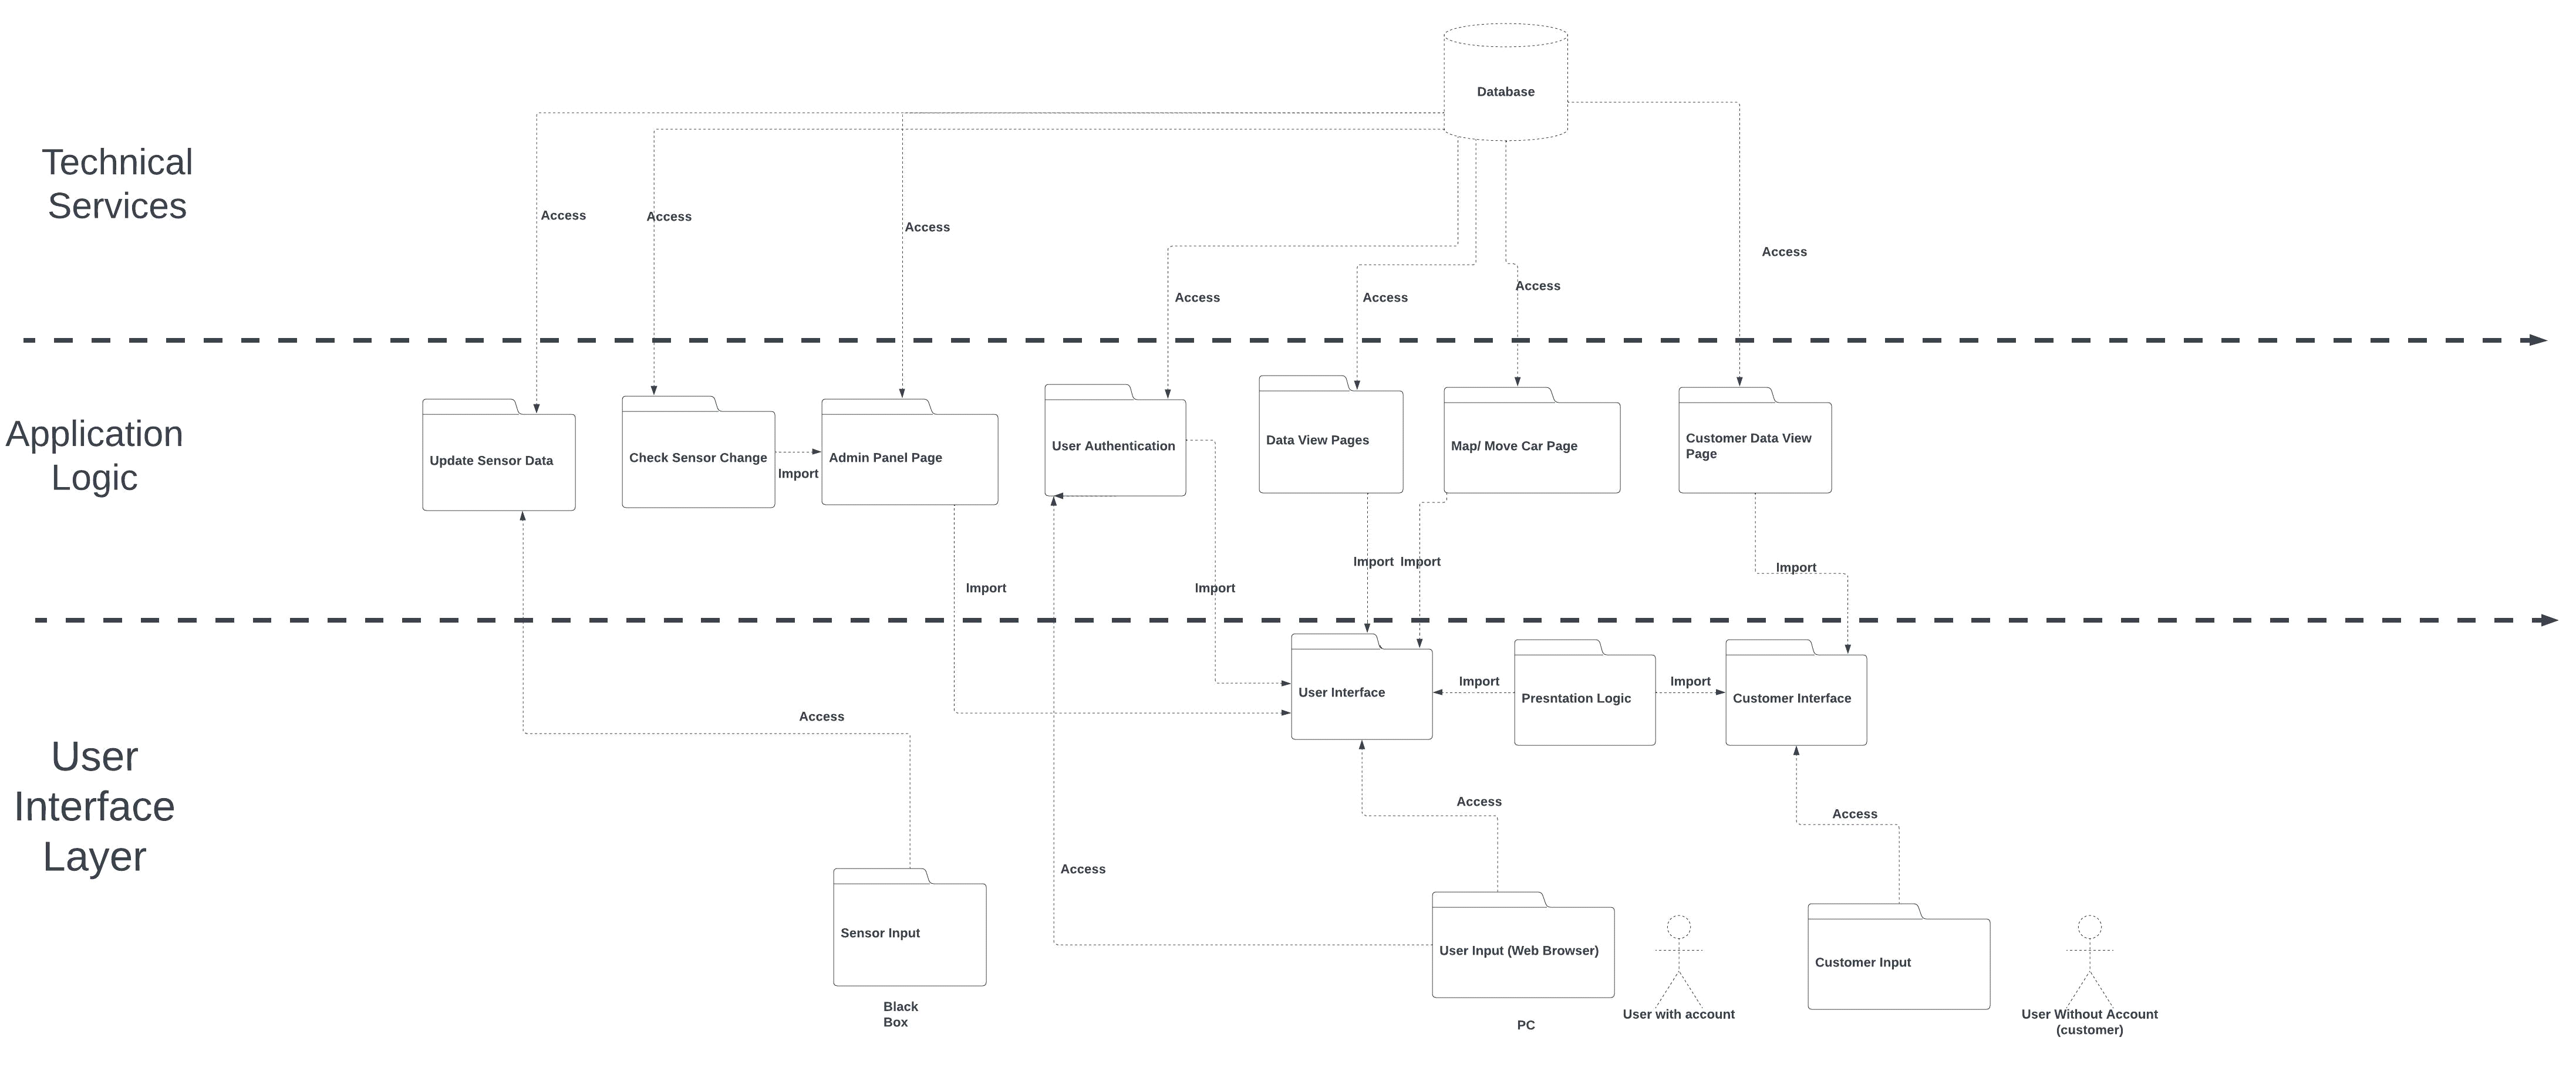 Database
Technical
Services
Access
Access
Access
Access
Access
Access
Access
Application
Logic
Update Sensor Data
Check Sensor Change
Import
Admin Panel Page
User Authentication
Data View Pages
Map/ Move Car Page
Customer Data View
Page
Import
Import
Import
Import
Import
User
Interface
Layer
User Interface
Import
Presntation Logic
Import
Customer Interface
Access
Access
Access
Access
Sensor Input
User Input (Web Browser)
Customer Input
Black
Box
PC
User with account
User Without Account
(customer)